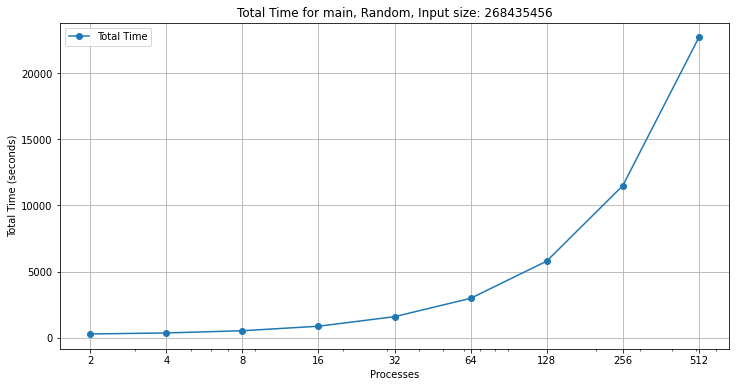 Total Time for main, Random, Input size: 268435456
Total Time
Total Time (seconds)
20000
15000
10000
5000
0
2 4 8 16 32 64 128 256 512
Processes